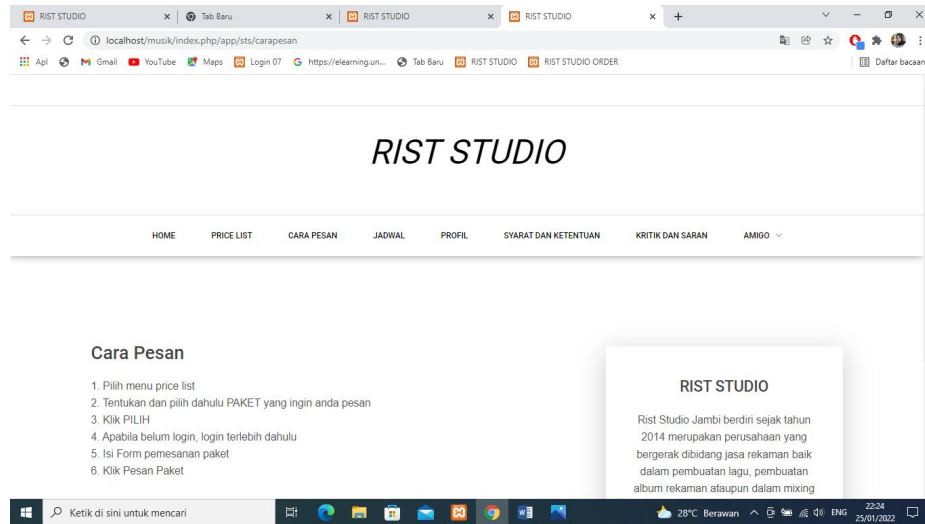 RIST STUDIO
Tab Baru
RIST STUDIO
RIST STUDIO
localhost/musik/index.php/app/sts/carapesan
Apl Gmail YouTube Maps Login 07 https://elearning.un... Tab Baru RIST STUDIO RIST STUDIO ORDER Daftar bacaan
RIST STUDIO
HOME PRICE LIST CARA PESAN JADWAL PROFIL SYARAT DAN KETENTUAN KRITIK DAN SARAN AMIGO
Cara Pesan
1. Pilih menu price list
2. Tentukan dan pilih dahulu PAKET yang ingin anda pesan
3. Klik PILIH
4. Apabila belum login, login terlebih dahulu
5. Isi Form pemesanan paket
6. Klik Pesan Paket
RIST STUDIO
Rist Studio Jambi berdiri sejak tahun
2014 merupakan perusahaan yang
bergerak dibidang jasa rekaman baik
dalam pembuatan lagu, pembuatan
album rekaman ataupun dalam mixing
Ketik di sini untuk mencari
28°C Berawan
ENG
22:24
25/01/2022